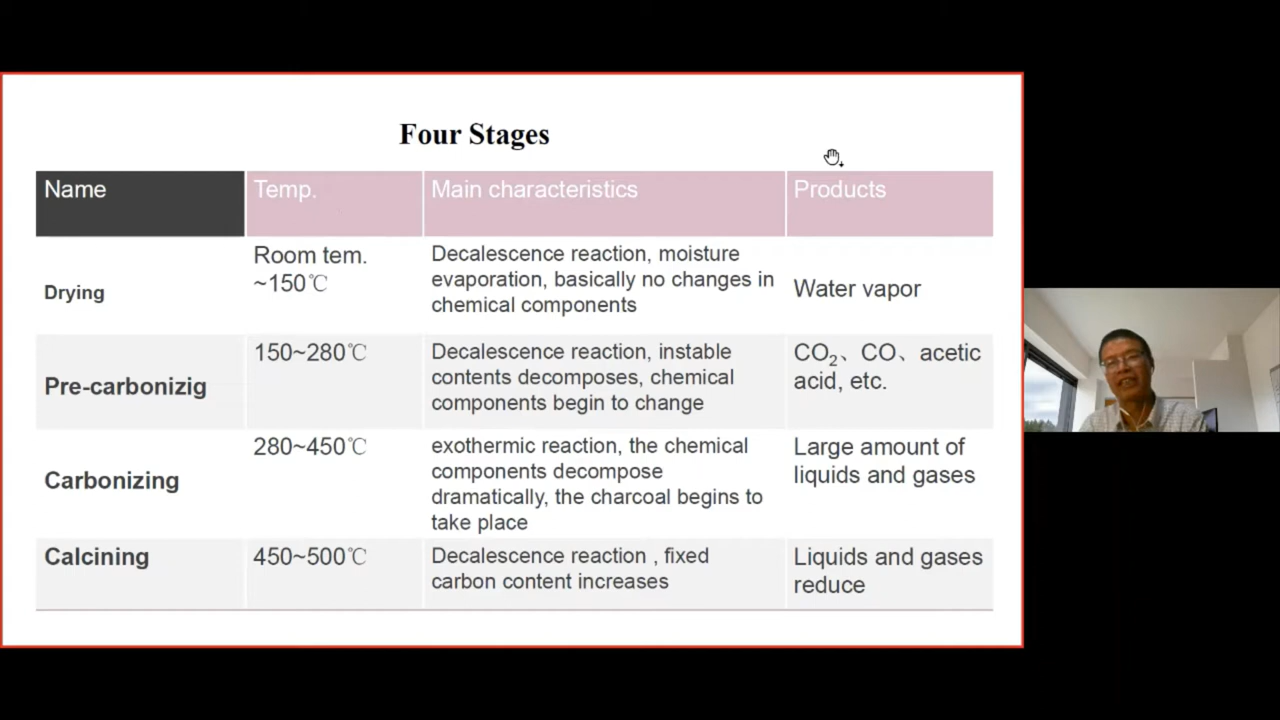 Four Stages
Name
Temp.
Main characteristics
Products
Drying
Room tem.
~150℃
Decalescence reaction, moisture
evaporation, basically no changes in
chemical components
Water vapor
Pre-carbonizig
150~280℃
Decalescence reaction, instable
contents decomposes, chemical
components begin to change
CO₂、CO、acetic
acid, etc.
Carbonizing
280~450℃
exothermic reaction, the chemical
components decompose
dramatically, the charcoal begins to
take place
Large amount of
liquids and gases
Calcining
450~500℃
Decalescence reaction , fixed
carbon content increases
Liquids and gases
reduce